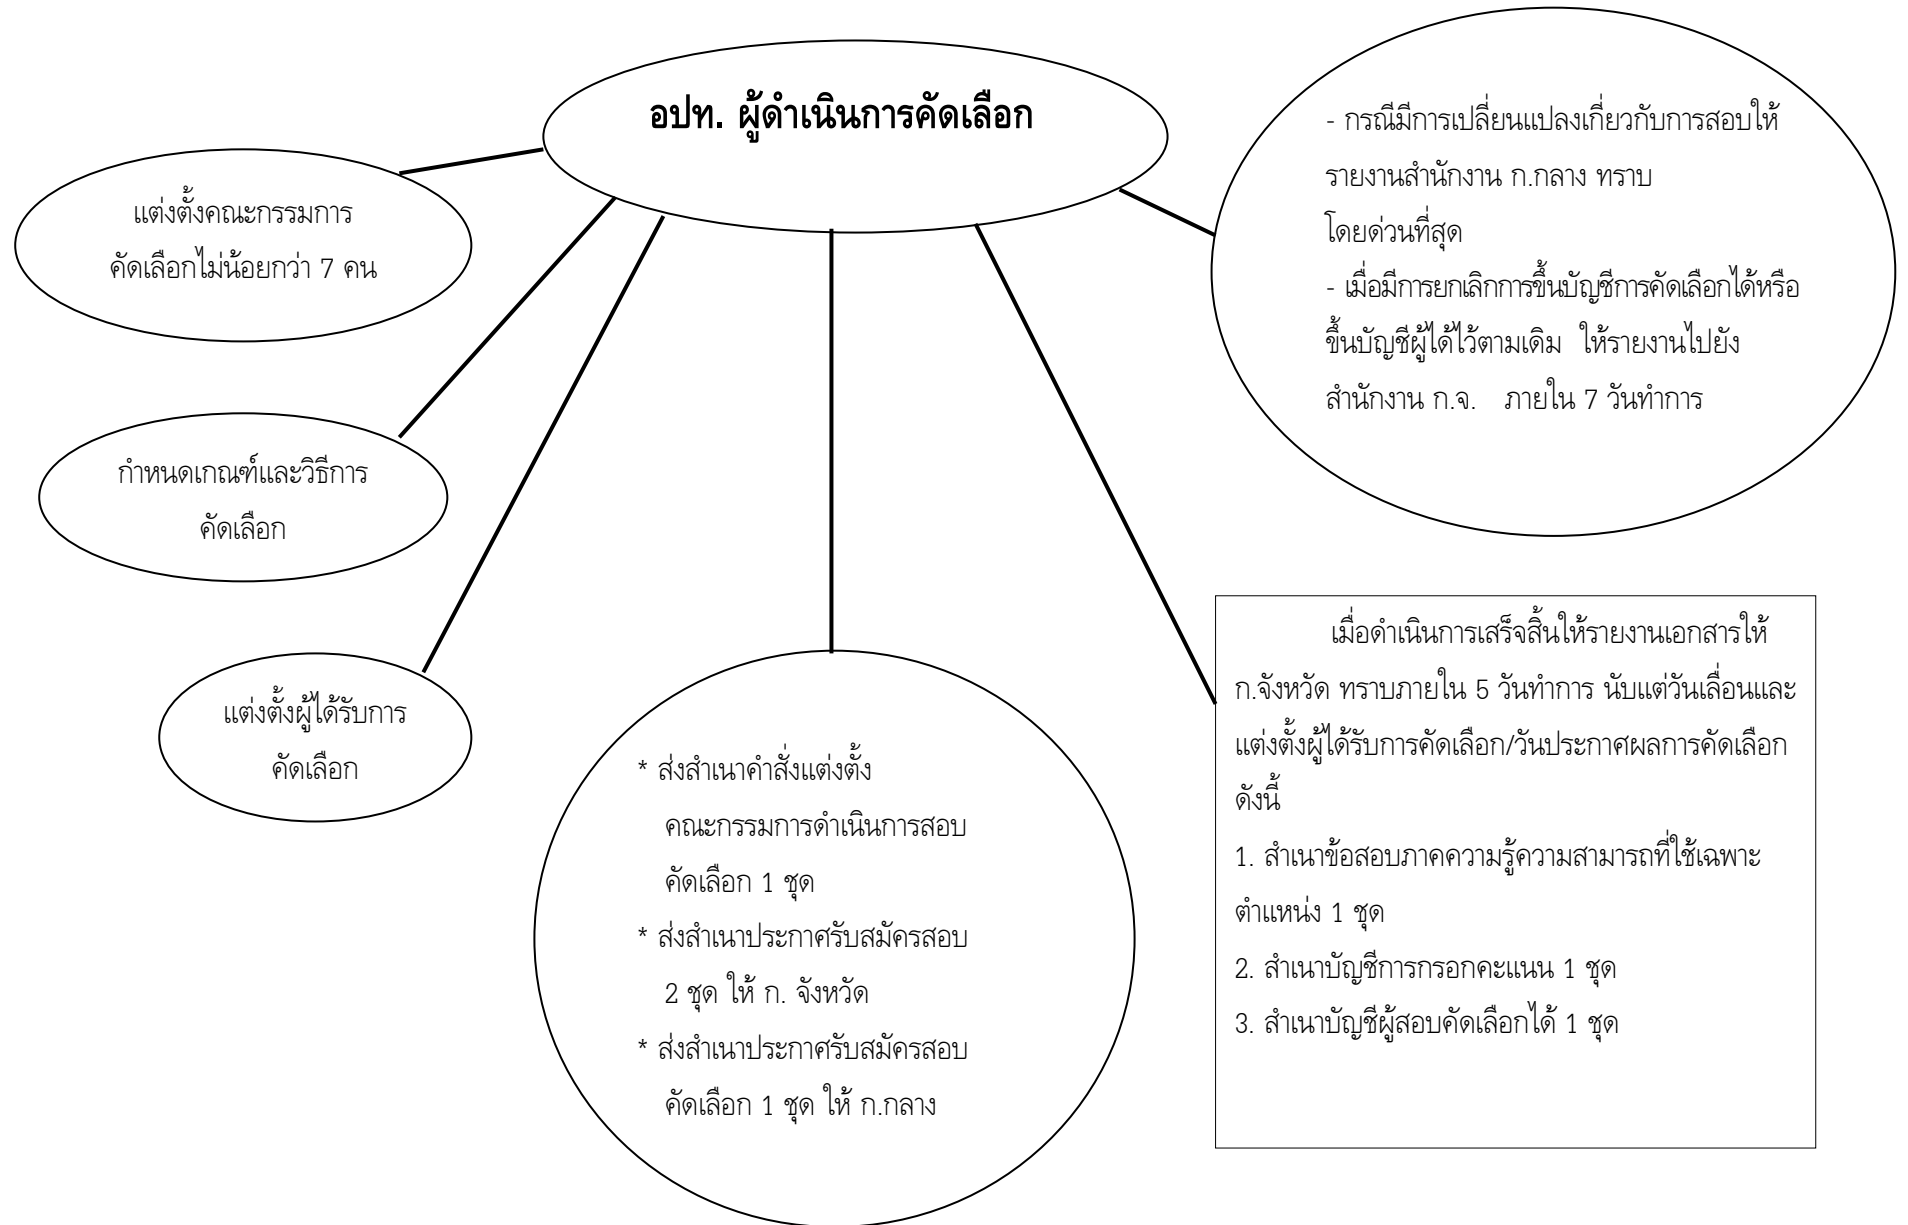 อปท. ผู้ดำเนินการคัดเลือก
แต่งตั้งคณะกรรมการ
คัดเลือกไม่น้อยกว่า 7 คน
กำหนดเกณฑ์และวิธีการ
คัดเลือก
แต่งตั้งผู้ได้รับการ
คัดเลือก
* ส่งสำเนาคำสั่งแต่งตั้ง
คณะกรรมการดำเนินการสอบ
คัดเลือก 1 ชุด
* ส่งสำเนาประกาศรับสมัครสอบ
2 ชุด ให้ ก. จังหวัด
* ส่งสำเนาประกาศรับสมัครสอบ
คัดเลือก 1 ชุด ให้ ก.กลาง
- กรณีมีการเปลี่ยนแปลงเกี่ยวกับการสอบให้
รายงานสำนักงาน ก.กลาง ทราบ
โดยด่วนที่สุด
- เมื่อมีการยกเลิกการขึ้นบัญชีการคัดเลือกได้หรือ
ขึ้นบัญชีผู้ได้ไว้ตามเดิม ให้รายงานไปยัง
สำนักงาน ก.จ. ภายใน 7 วันทำการ
เมื่อดำเนินการเสร็จสิ้นให้รายงานเอกสารให้
ก.จังหวัด ทราบภายใน 5 วันทำการ นับแต่วันเลื่อนและ
แต่งตั้งผู้ได้รับการคัดเลือก/วันประกาศผลการคัดเลือก
ดังนี้
1. สำเนาข้อสอบภาคความรู้ความสามารถที่ใช้เฉพาะ
ตำแหน่ง 1 ชุด
2. สำเนาบัญชีการกรอกคะแนน 1 ชุด
3. สำเนาบัญชีผู้สอบคัดเลือกได้ 1 ชุด